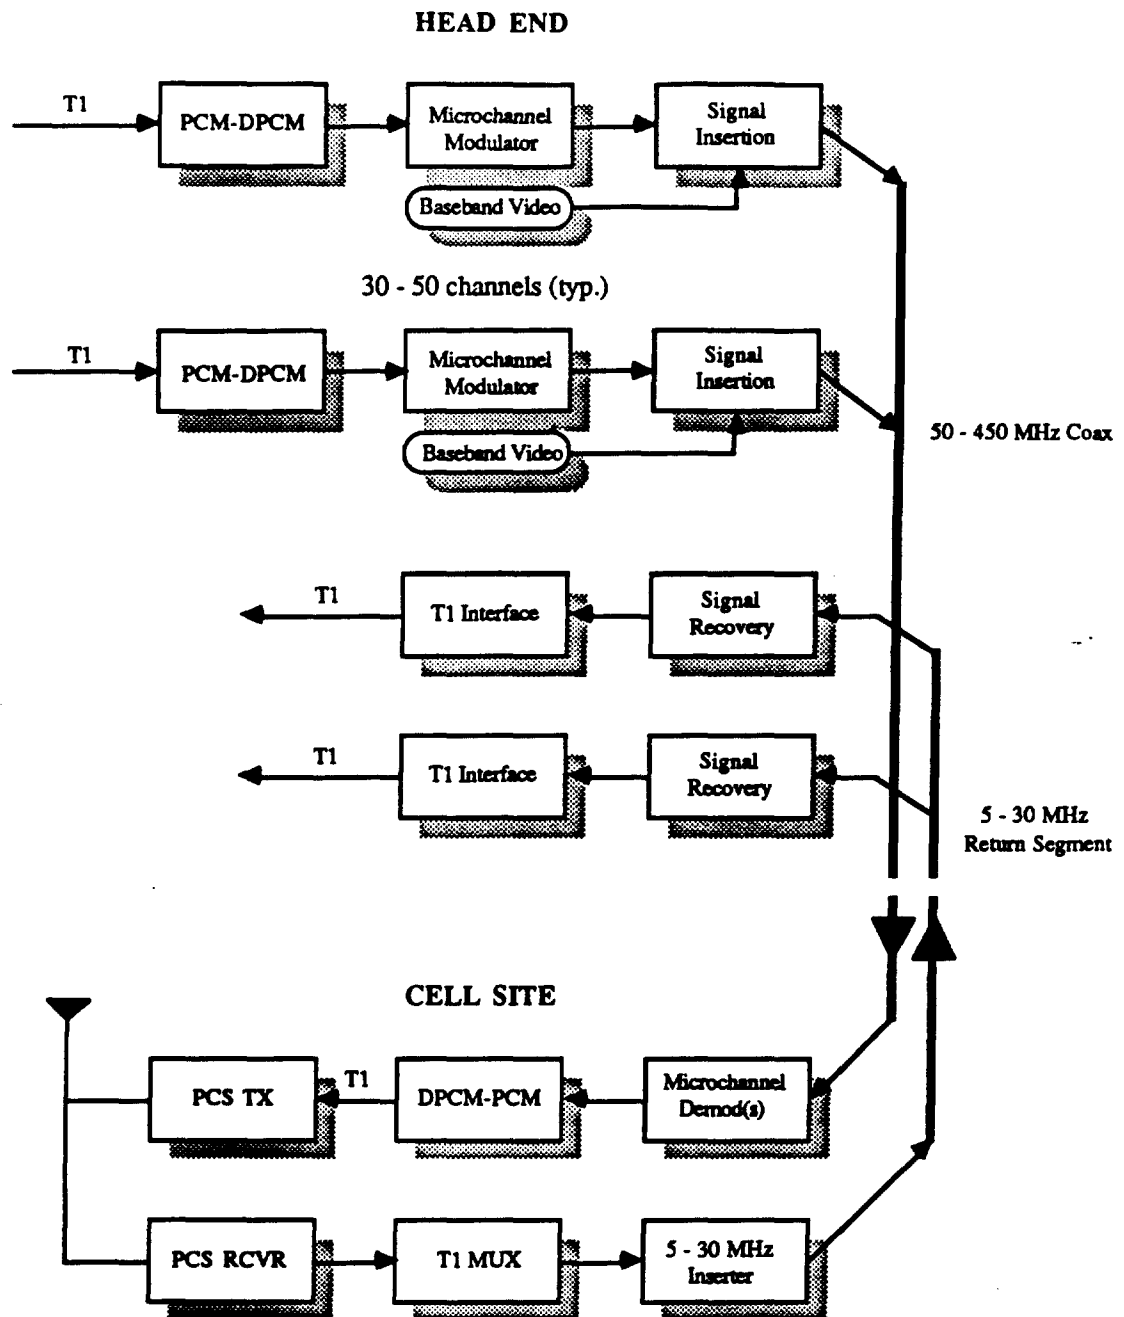 HEAD END
T1
PCM-DPCM
Microchannel
Modulator
Signal
Insertion
Baseband Video
30 - 50 channels (typ.)
T1
PCM-DPCM
Microchannel
Modulator
Signal
Insertion
Baseband Video
50 - 450 MHz Coax
T1
T1 Interface
Signal
Recovery
T1
T1 Interface
Signal
Recovery
5 - 30 MHz
Return Segment
CELL SITE
PCS TX
T1
DPCM-PCM
Microchannel
Demod(s)
PCS RCVR
T1 MUX
5 - 30 MHz
Inserter